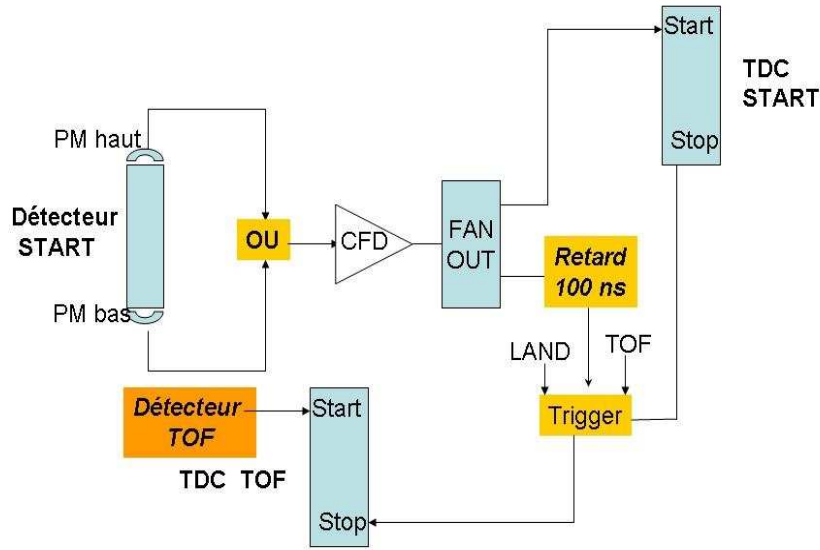 Start
TDC
START
Stop
PM haut
Détecteur
START
OU
CFD
FAN
OUT
Retard
100 ns
PM bas
LAND
TOF
Trigger
Détecteur
TOF
Start
TDC TOF
Stop